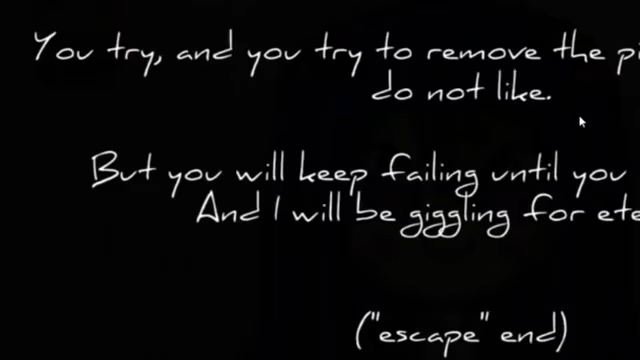 You try, and you try to remove the
do not like.
But you will keep failing until you
And I will be giggling for
("escape" end)